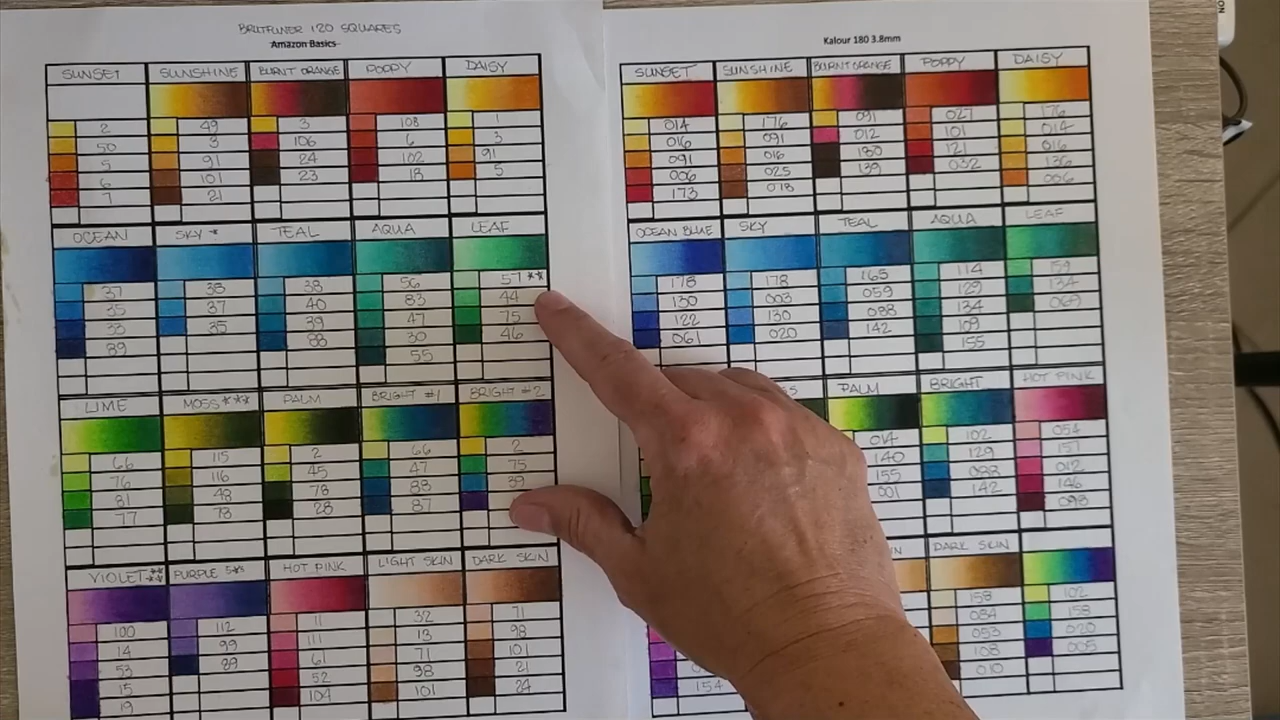 BRUTFUNER 120 SQUARES
Amazon Basics
SUNSET SUNSHINE BURNT ORANGE POPPY DAISY
2 49 3 108 1
50 3 106 6 3
5 91 24 102 91
6 101 23 18 5
7 21
OCEAN SKY * TEAL AQUA LEAF
37 38 38 56 57 **
35 37 40 83 44
33 35 39 47 75
89 88 30 46
55
LIME MOSS *** PALM BRIGHT #1 BRIGHT #2
66 115 2 66 2
76 116 45 47 75
81 48 78 88 39
77 78 28 87
VIOLET **** PURPLE 5** HOT PINK LIGHT SKIN DARK SKIN
100 112 11 32 71
14 99 111 13 98
53 89 61 71 101
15 52 98 21
19 104 101 24
Kalour 180 3.8mm
SUNSET SUNSHINE BURNT ORANGE POPPY DAISY
014 176 091 027 176
016 091 012 101 014
091 016 180 121 016
006 025 139 032 136
173 078 006
OCEAN BLUE SKY TEAL AQUA LEAF
178 178 165 114 159
130 003 059 129 134
122 130 088 134 069
061 020 142 109
155
PALM BRIGHT HOT PINK
014 102 054
140 129 157
155 088 012
001 142 146
098
DARK SKIN
158 102
084 158
053 020
108 005
010
154